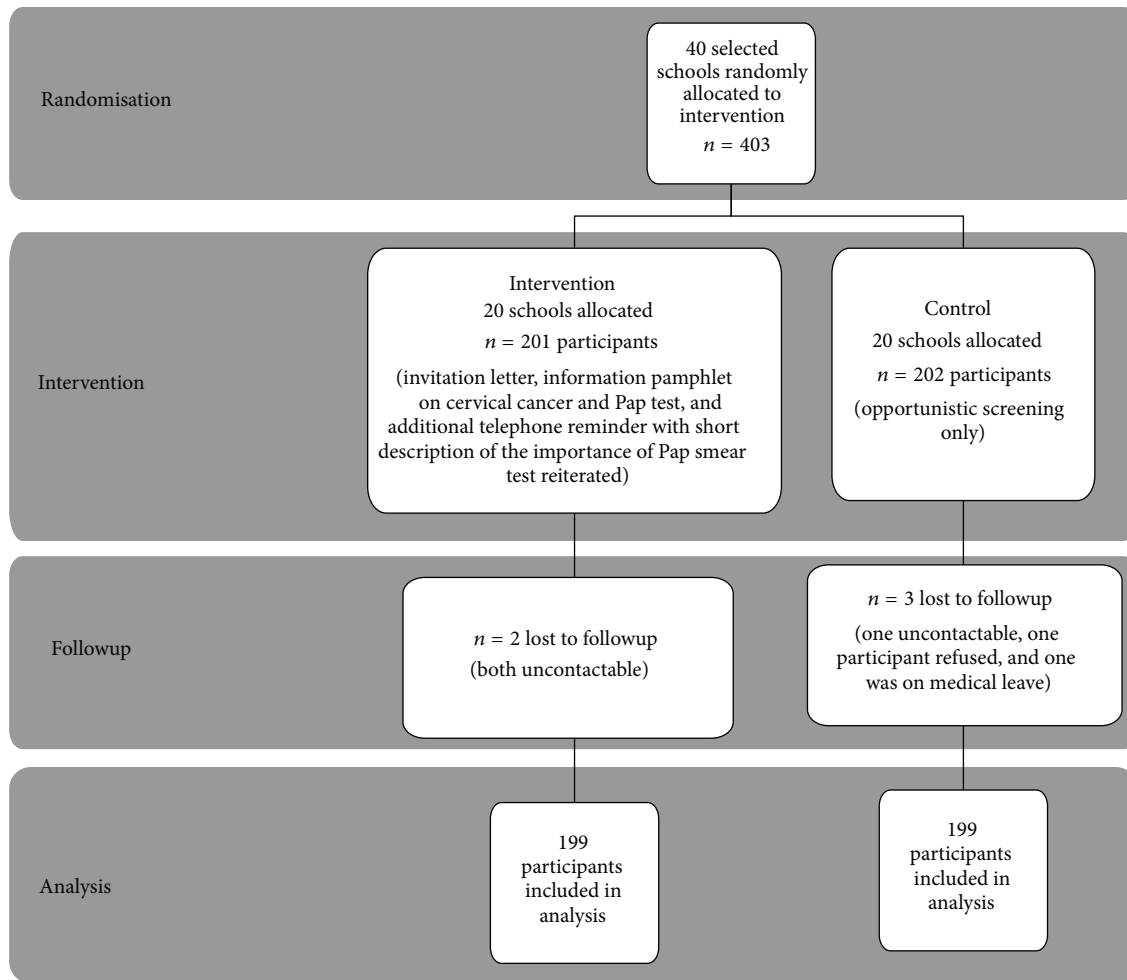 Randomisation
40 selected
schools randomly
allocated to
intervention
n = 403
Intervention
Intervention
20 schools allocated
n = 201 participants
(invitation letter, information pamphlet
on cervical cancer and Pap test, and
additional telephone reminder with short
description of the importance of Pap smear
test reiterated)
Control
20 schools allocated
n = 202 participants
(opportunistic screening
only)
Followup
n = 2 lost to followup
(both uncontactable)
n = 3 lost to followup
(one uncontactable, one
participant refused, and one
was on medical leave)
Analysis
199
participants
included in
analysis
199
participants
included in
analysis